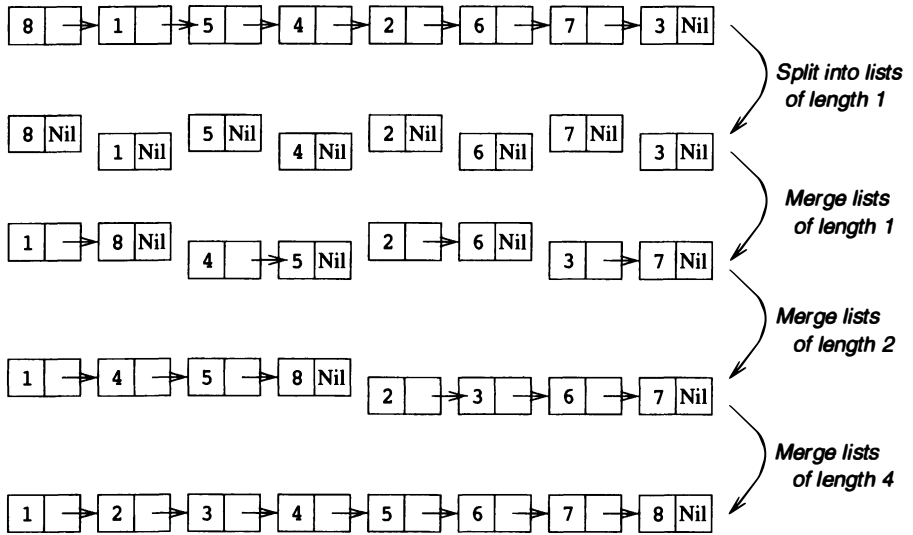 8 1 5 4 2 6 7 3 Nil
Split into lists
of length 1
8 Nil 1 Nil 5 Nil 4 Nil 2 Nil 6 Nil 7 Nil 3 Nil
Merge lists
of length 1
1 8 Nil 4 5 Nil 2 6 Nil 3 7 Nil
Merge lists
of length 2
1 4 5 8 Nil 2 3 6 7 Nil
Merge lists
of length 4
1 2 3 4 5 6 7 8 Nil